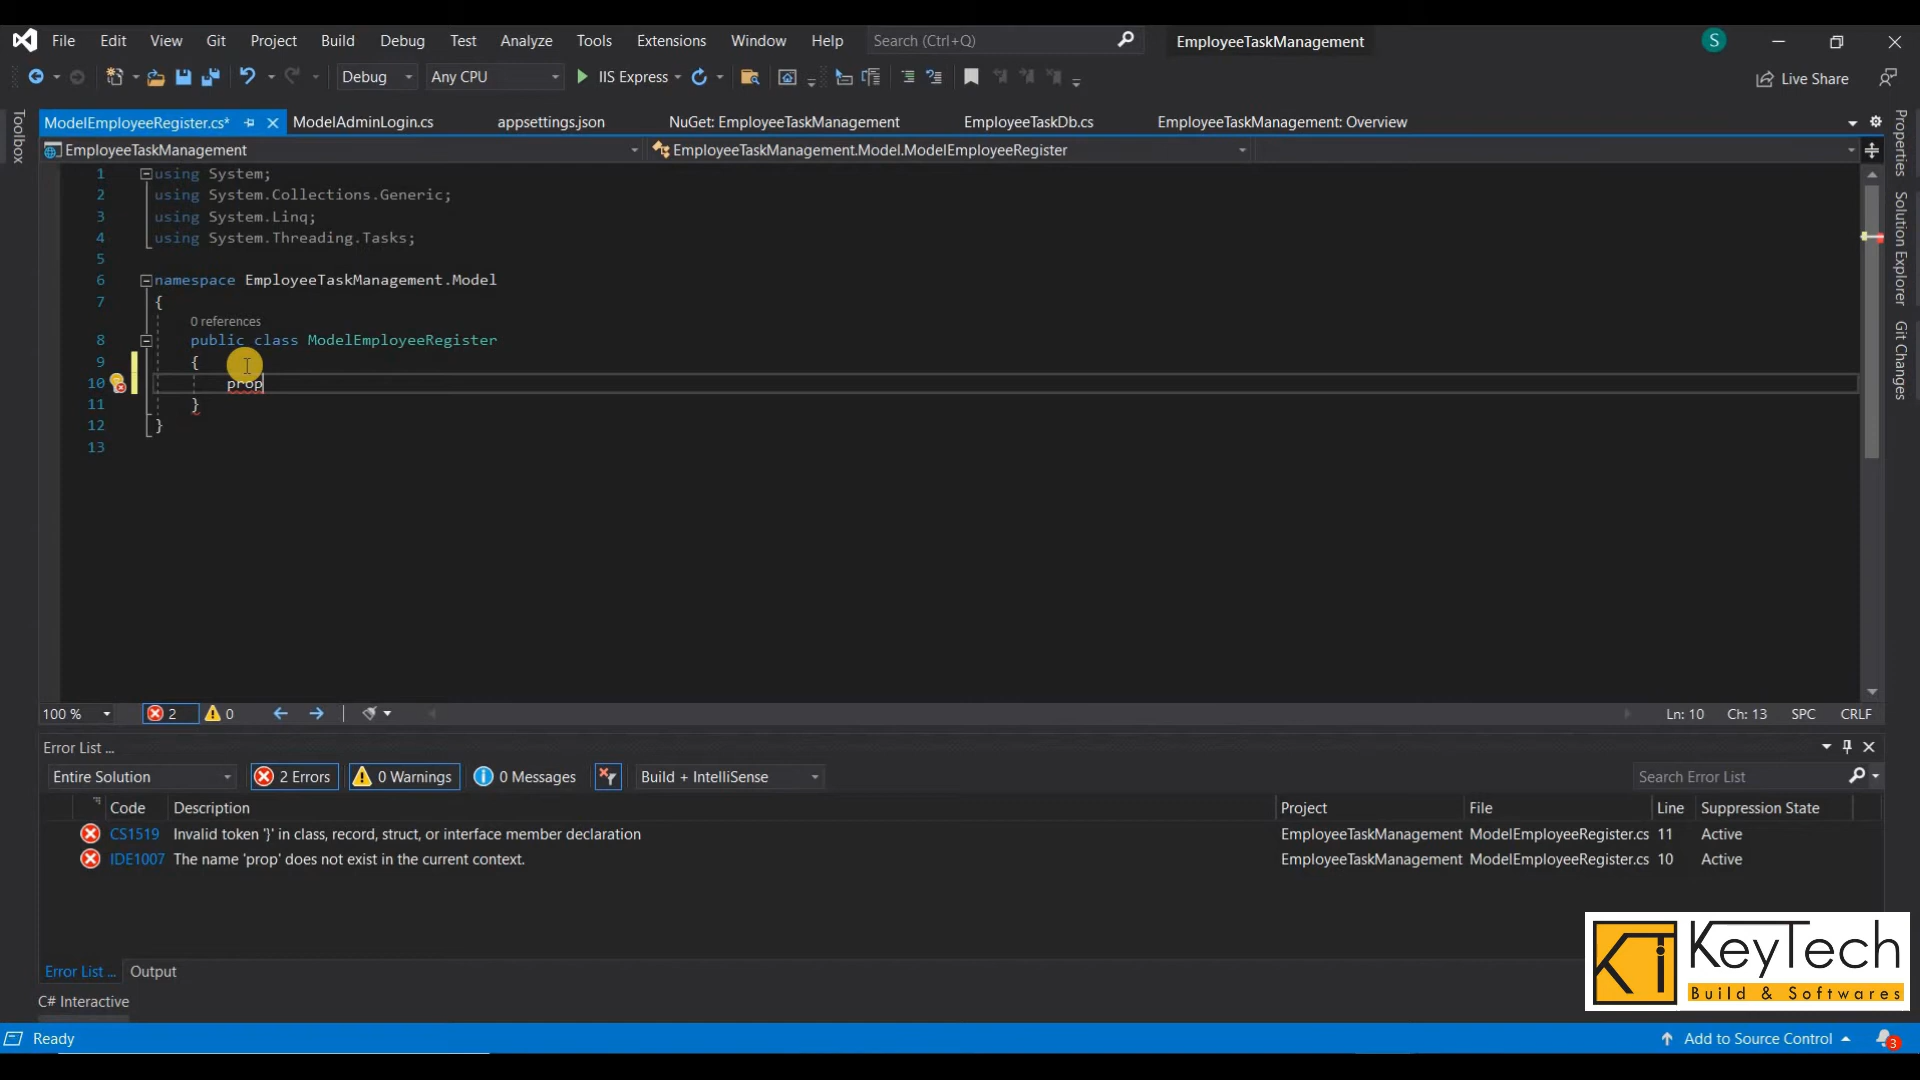 File Edit View Git Project Build Debug Test Analyze Tools Extensions Window Help Search (Ctrl+Q) EmployeeTaskManagement S
Debug Any CPU IIS Express Live Share
ModelEmployeeRegister.cs* ModelAdminLogin.cs appsettings.json NuGet: EmployeeTaskManagement EmployeeTaskDb.cs EmployeeTaskManagement: Overview
EmployeeTaskManagement EmployeeTaskManagement.Model.ModelEmployeeRegister
Toolbox
Properties
Solution Explorer
Git Changes
1 using System;
2 using System.Collections.Generic;
3 using System.Linq;
4 using System.Threading.Tasks;
5
6 namespace EmployeeTaskManagement.Model
7 {
0 references
8 public class ModelEmployeeRegister
9 {
10 prop
11 }
12 }
13
100 % 2 0 Ln: 10 Ch: 13 SPC CRLF
Error List ...
Entire Solution 2 Errors 0 Warnings 0 Messages Build + IntelliSense Search Error List
Code Description Project File Line Suppression State
CS1519 Invalid token '}' in class, record, struct, or interface member declaration EmployeeTaskManagement ModelEmployeeRegister.cs 11 Active
IDE1007 The name 'prop' does not exist in the current context. EmployeeTaskManagement ModelEmployeeRegister.cs 10 Active
KeyTech
Build & Softwares
Error List ... Output
C# Interactive
Ready Add to Source Control 3